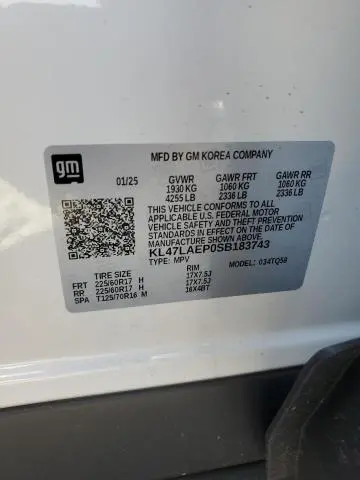 gm
MFD BY GM KOREA COMPANY
01/25 GVWR GAWR FRT GAWR RR
1930 KG 1060 KG 1060 KG
4255 LB 2336 LB 2336 LB
THIS VEHICLE CONFORMS TO ALL
APPLICABLE U.S. FEDERAL MOTOR
VEHICLE SAFETY AND THEFT PREVENTION
STANDARDS IN EFFECT ON THE DATE OF
MANUFACTURE
KL47LAEP0SB183743
TYPE: MPV MODEL: 034TQ58
TIRE SIZE RIM
FRT 225/60R17 H 17X7.5J
RR 225/60R17 H 17X7.5J
SPA T125/70R16 M 16X4BT